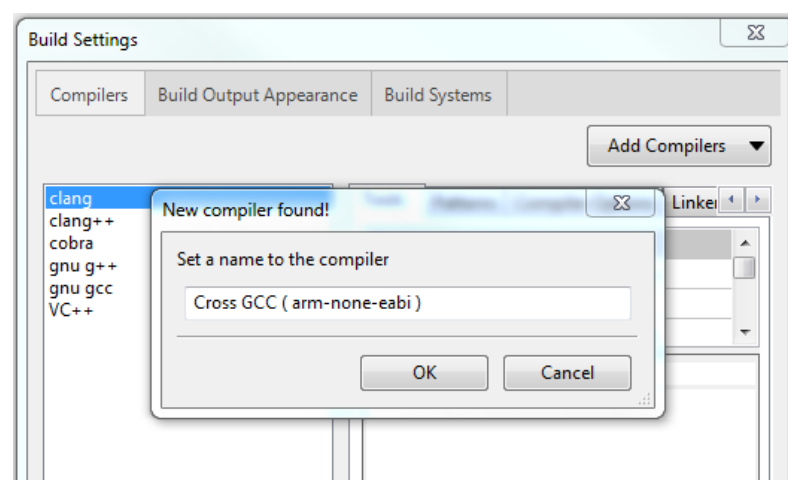 Build Settings
Compilers Build Output Appearance Build Systems
Add Compilers
clang
clang++
cobra
gnu g++
gnu gcc
VC++
New compiler found!
Linker
Set a name to the compiler
Cross GCC ( arm-none-eabi )
OK Cancel